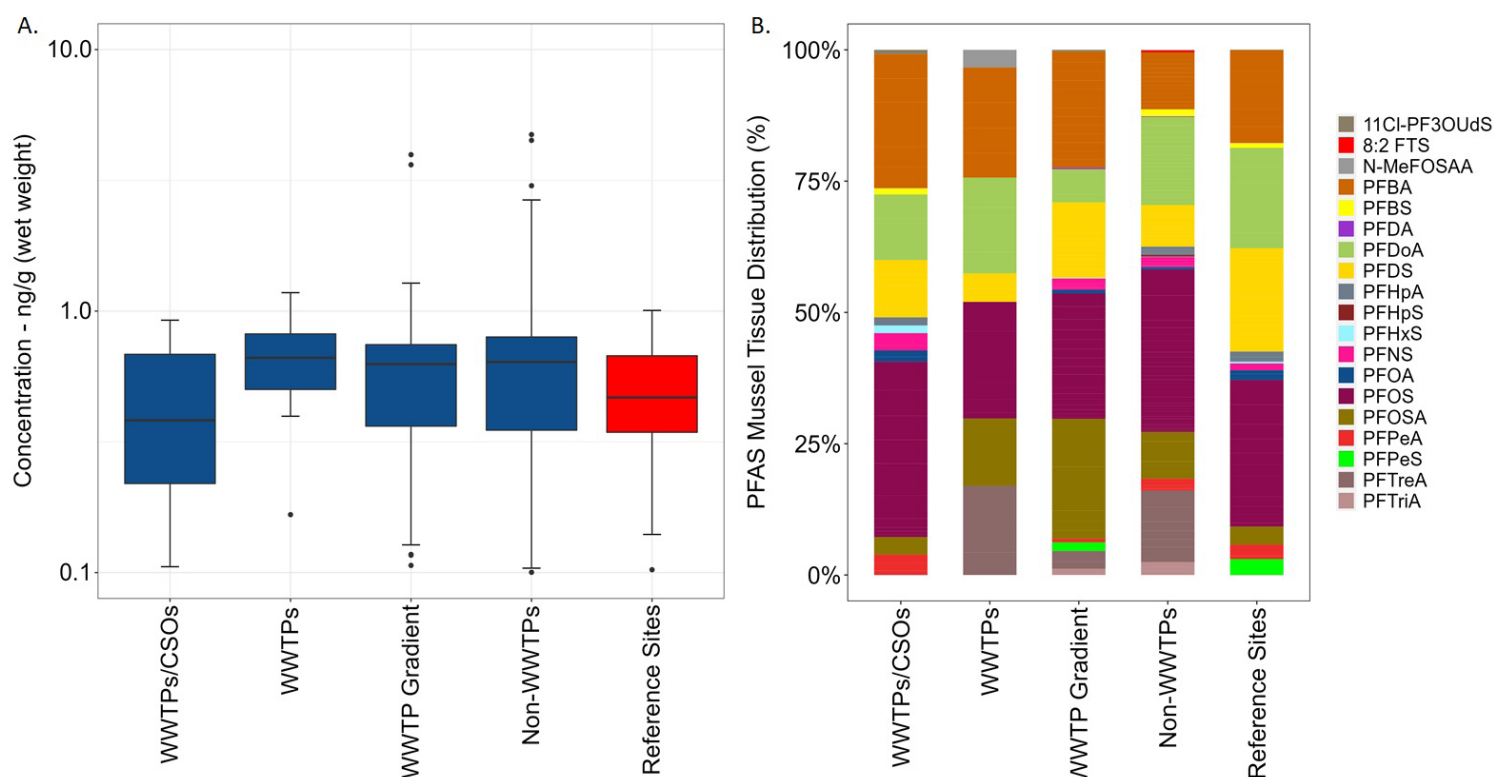 A.
Concentration - ng/g (wet weight)
10.0
1.0
0.1
WWTPs/CSOs
WWTPs
WWTP Gradient
Non-WWTPs
Reference Sites
B.
PFAS Mussel Tissue Distribution (%)
100%
75%
50%
25%
0%
WWTPs/CSOs
WWTPs
WWTP Gradient
Non-WWTPs
Reference Sites
11Cl-PF3OUdS
8:2 FTS
N-MeFOSAA
PFBA
PFBS
PFDA
PFDoA
PFDS
PFHpA
PFHpS
PFHxS
PFNS
PFOA
PFOS
PFOSA
PFPeA
PFPeS
PFTreA
PFTriA